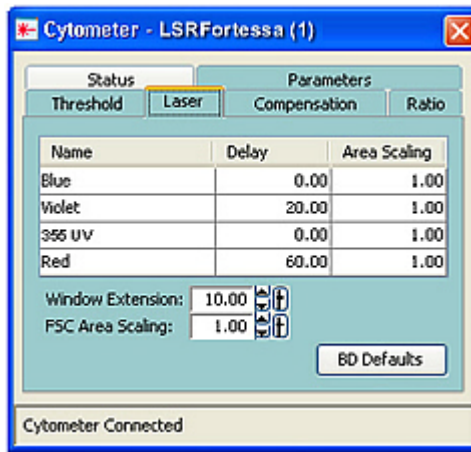 Cytometer - LSRFortessa (1)
Status Parameters
Threshold Laser Compensation Ratio
Name Delay Area Scaling
Blue 0.00 1.00
Violet 20.00 1.00
355 UV 0.00 1.00
Red 60.00 1.00
Window Extension: 10.00
FSC Area Scaling: 1.00
BD Defaults
Cytometer Connected